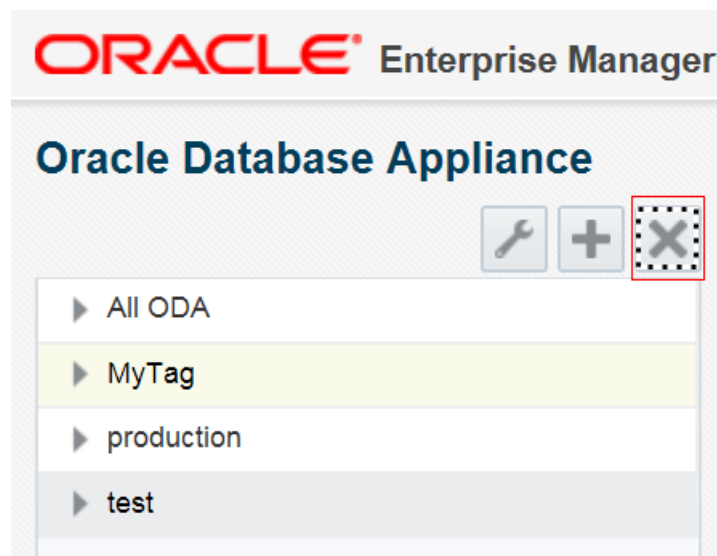 ORACLE Enterprise Manager
Oracle Database Appliance
All ODA
MyTag
production
test